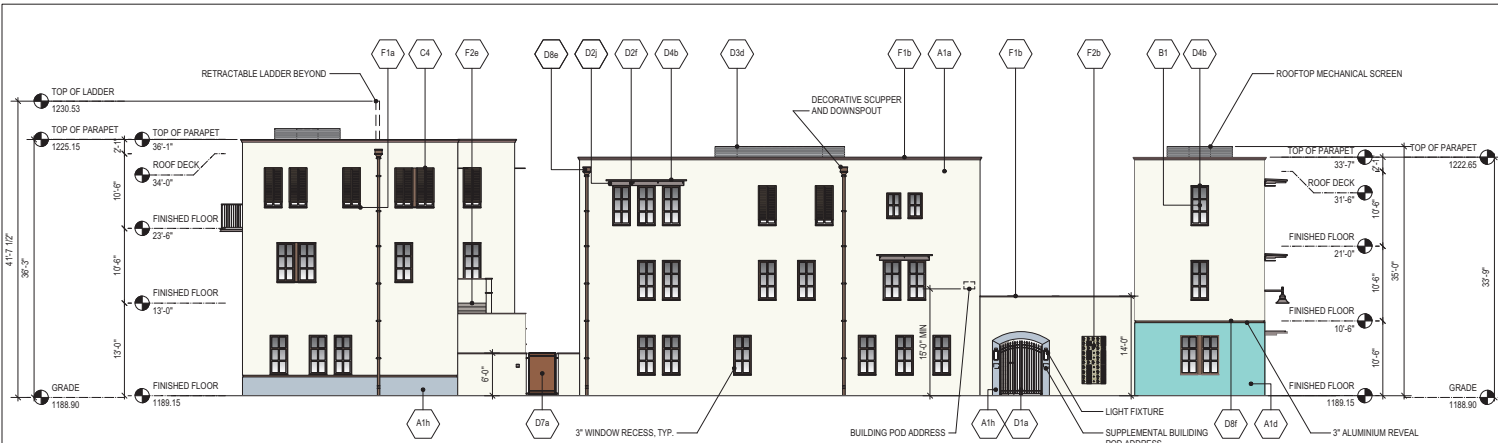 F1a
C4
F2e
D8e
D2j
D2f
D4b
D3d
F1b
A1a
F1b
F2b
B1
D4b
RETRACTABLE LADDER BEYOND
ROOFTOP MECHANICAL SCREEN
TOP OF LADDER
1230.53
DECORATIVE SCUPPER
AND DOWNSPOUT
TOP OF PARAPET
1225.15
TOP OF PARAPET
36'-1"
2'-1"
ROOF DECK
34'-0"
10'-6"
FINISHED FLOOR
23'-6"
41'-7 1/2"
36'-3"
10'-6"
FINISHED FLOOR
13'-0"
13'-0"
GRADE
1188.90
FINISHED FLOOR
1189.15
6'-0"
15'-0" MIN
14'-0"
TOP OF PARAPET
33'-7"
TOP OF PARAPET
1222.65
2'-1"
ROOF DECK
31'-6"
10'-6"
FINISHED FLOOR
21'-0"
35'-0"
33'-9"
10'-6"
FINISHED FLOOR
10'-6"
10'-6"
FINISHED FLOOR
1189.15
GRADE
1188.90
LIGHT FIXTURE
A1h
D7a
3" WINDOW RECESS, TYP.
BUILDING POD ADDRESS
A1h
D1a
SUPPLEMENTAL BUILIDING
POD ADDRESS
D8f
A1d
3" ALUMINIUM REVEAL